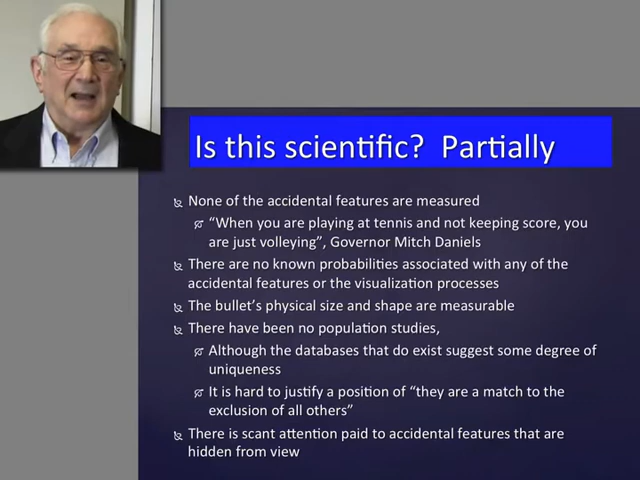 Is this scientific?  Partially
None of the accidental features are measured
“When you are playing at tennis and not keeping score, you
are just volleying”, Governor Mitch Daniels
There are no known probabilities associated with any of the
accidental features or the visualization processes
The bullet’s physical size and shape are measurable
There have been no population studies,
Although the databases that do exist suggest some degree of
uniqueness
It is hard to justify a position of “they are a match to the
exclusion of all others”
There is scant attention paid to accidental features that are
hidden from view